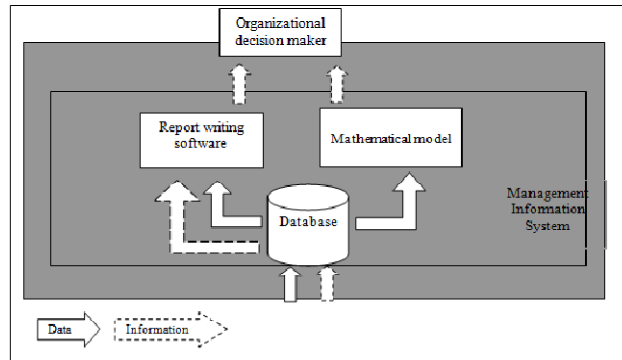 Organizational
decision maker
Report writing
software
Mathematical model
Database
Management
Information
System
Data
Information